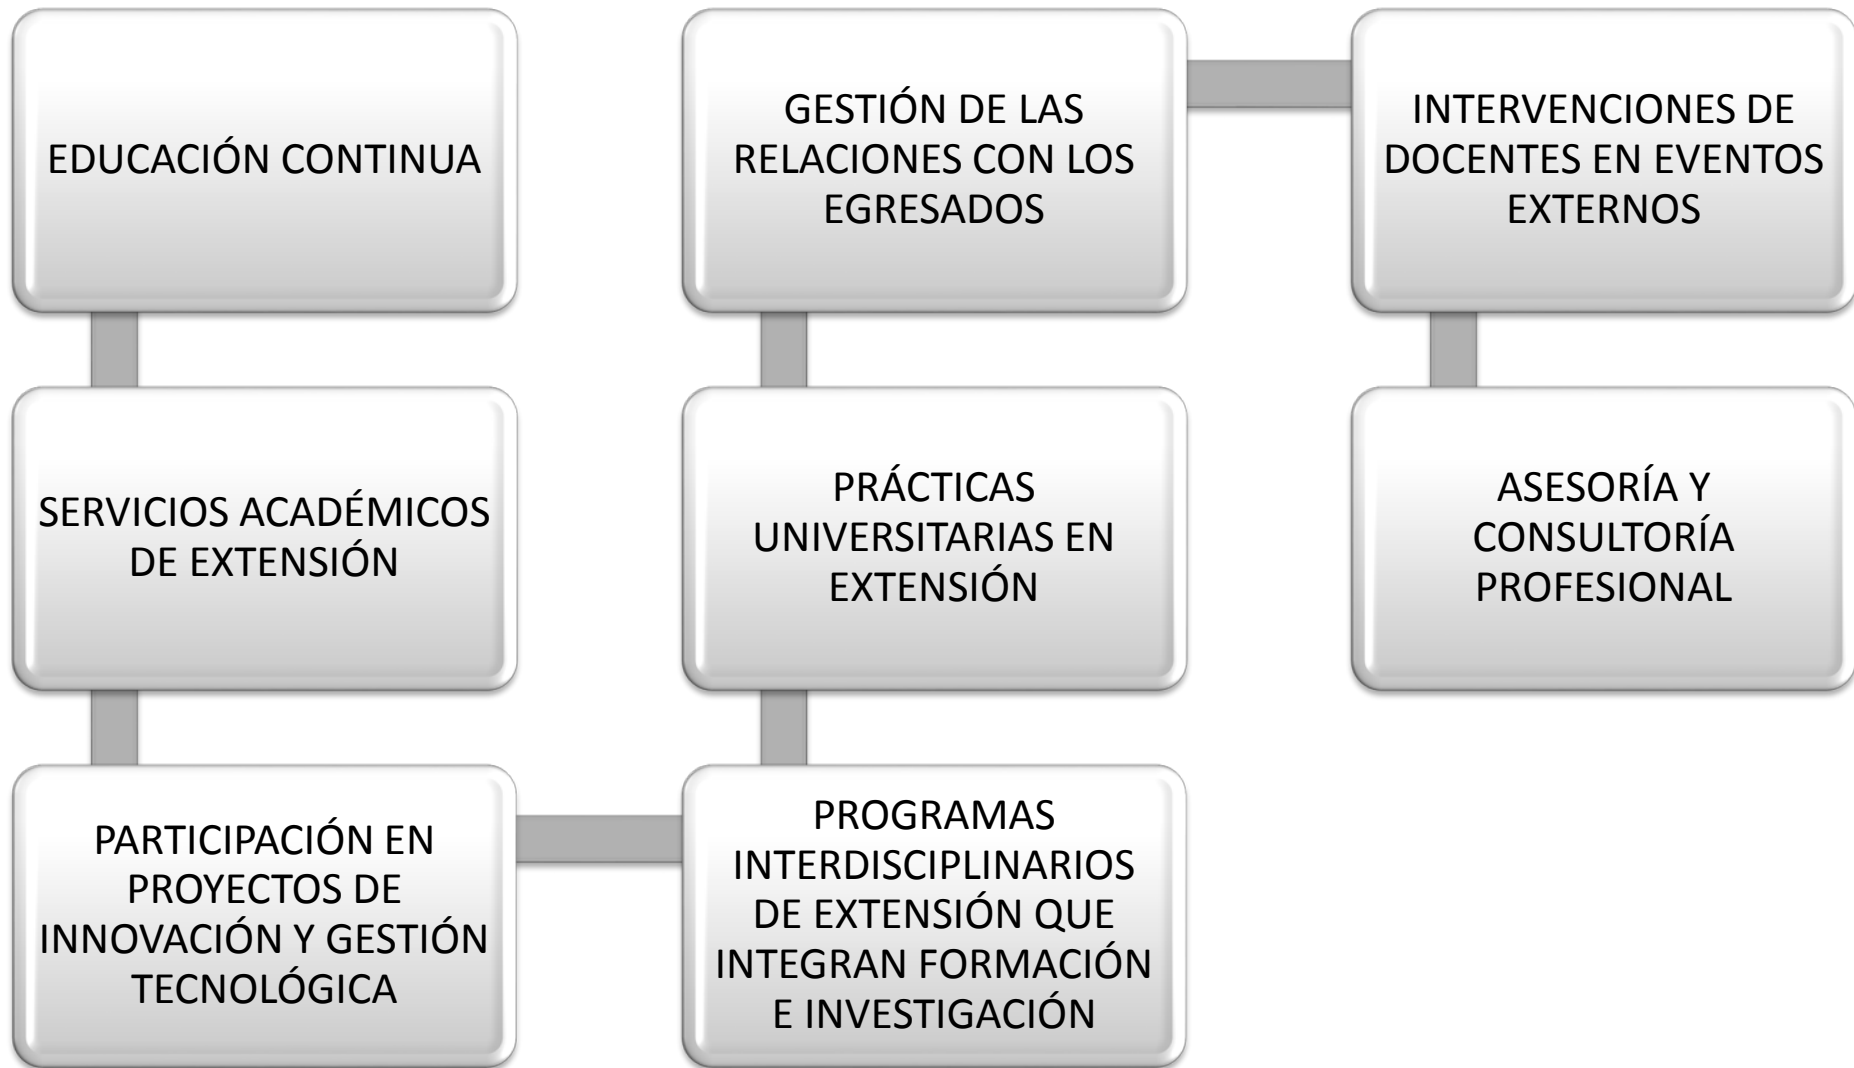 EDUCACIÓN CONTINUA
SERVICIOS ACADÉMICOS
DE EXTENSIÓN
PARTICIPACIÓN EN
PROYECTOS DE
INNOVACIÓN Y GESTIÓN
TECNOLÓGICA
PROGRAMAS
INTERDISCIPLINARIOS
DE EXTENSIÓN QUE
INTEGRAN FORMACIÓN
E INVESTIGACIÓN
PRÁCTICAS
UNIVERSITARIAS EN
EXTENSIÓN
GESTIÓN DE LAS
RELACIONES CON LOS
EGRESADOS
INTERVENCIONES DE
DOCENTES EN EVENTOS
EXTERNOS
ASESORÍA Y
CONSULTORÍA
PROFESIONAL